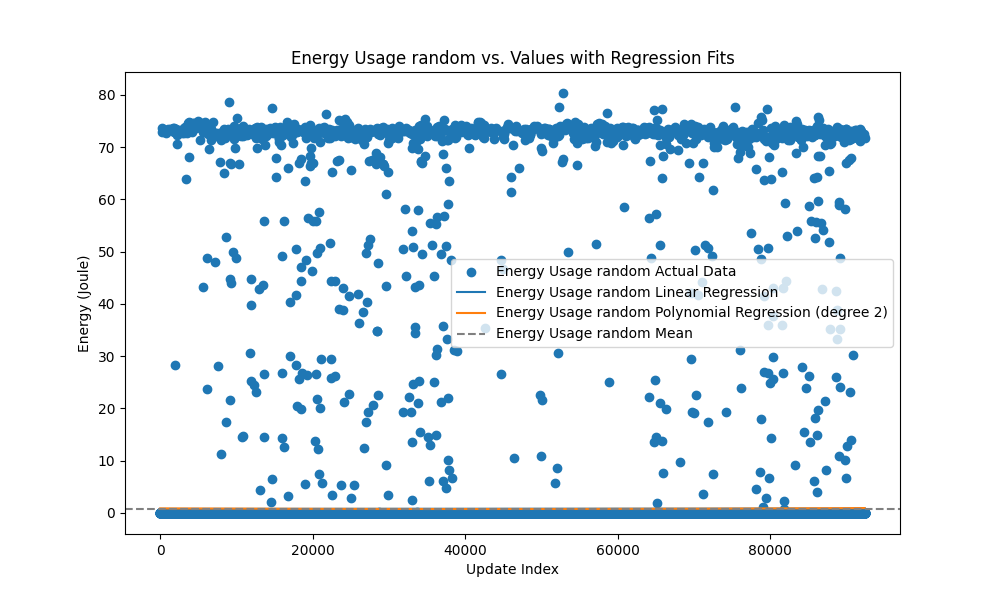 Energy Usage random vs. Values with Regression Fits
Energy (Joule)
80
70
60
50
40
30
20
10
0
Energy Usage random Actual Data
Energy Usage random Linear Regression
Energy Usage random Polynomial Regression (degree 2)
Energy Usage random Mean
0 20000 40000 60000 80000
Update Index